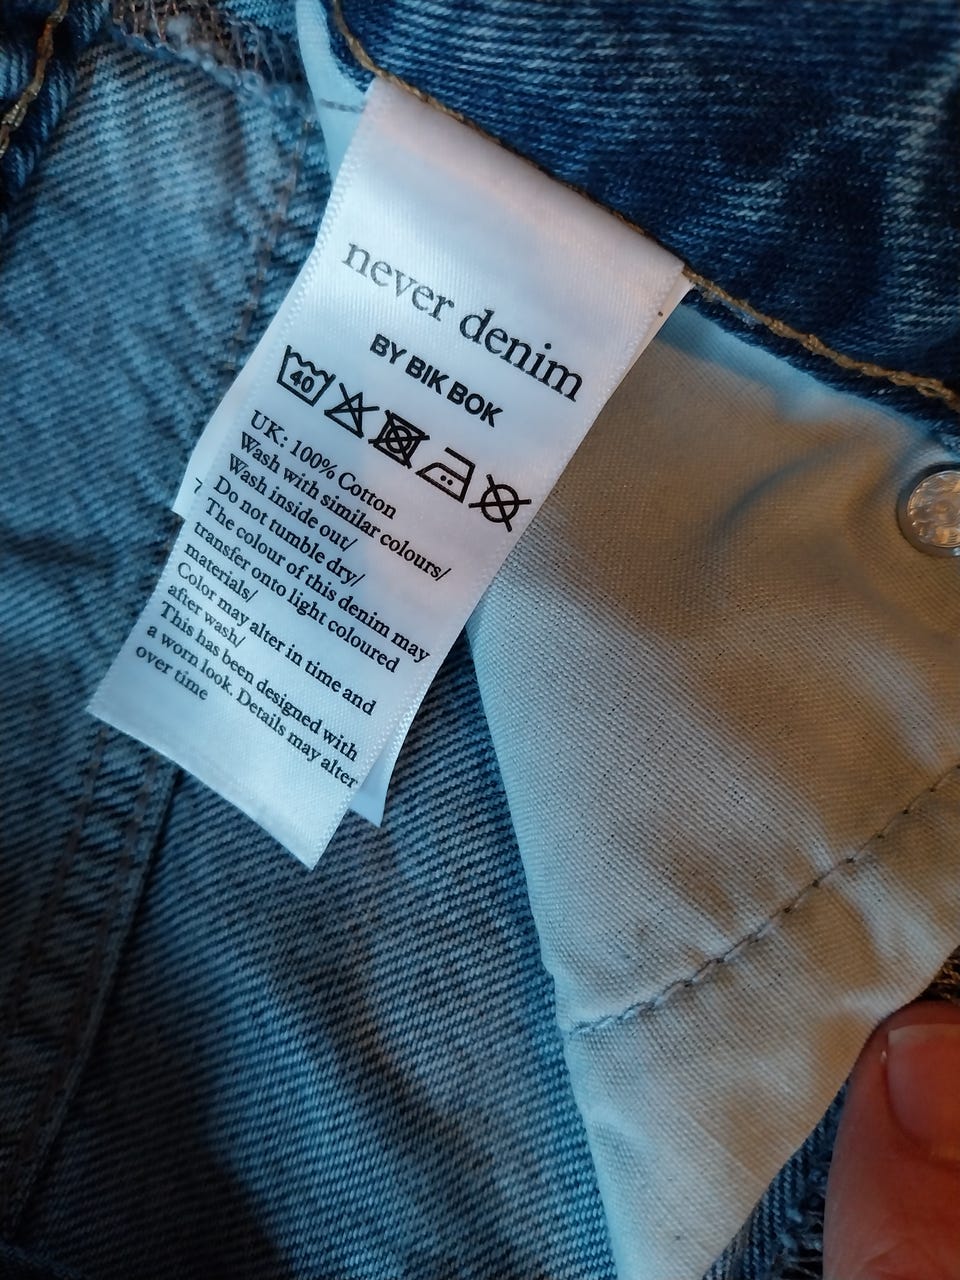 never denim
BY BIK BOK
40
UK: 100% Cotton
Wash with similar colours/
Wash inside out/
Do not tumble dry/
The colour of this denim may
transfer onto light coloured
materials/
Color may alter in time and
after wash/
This has been designed with
a worn look. Details may alter
over time